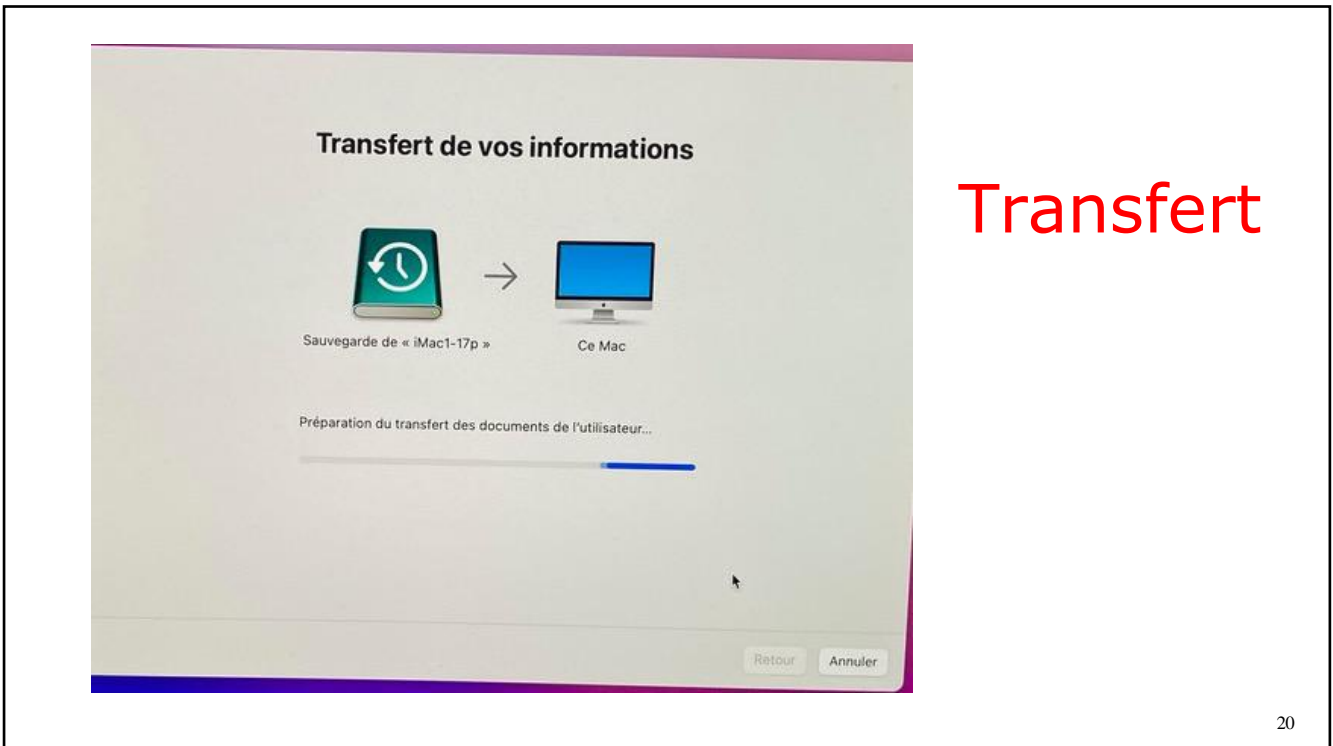 Transfert de vos informations
Transfert
Sauvegarde de « iMac1-17p »
Ce Mac
Préparation du transfert des documents de l'utilisateur...
Retour
Annuler
20